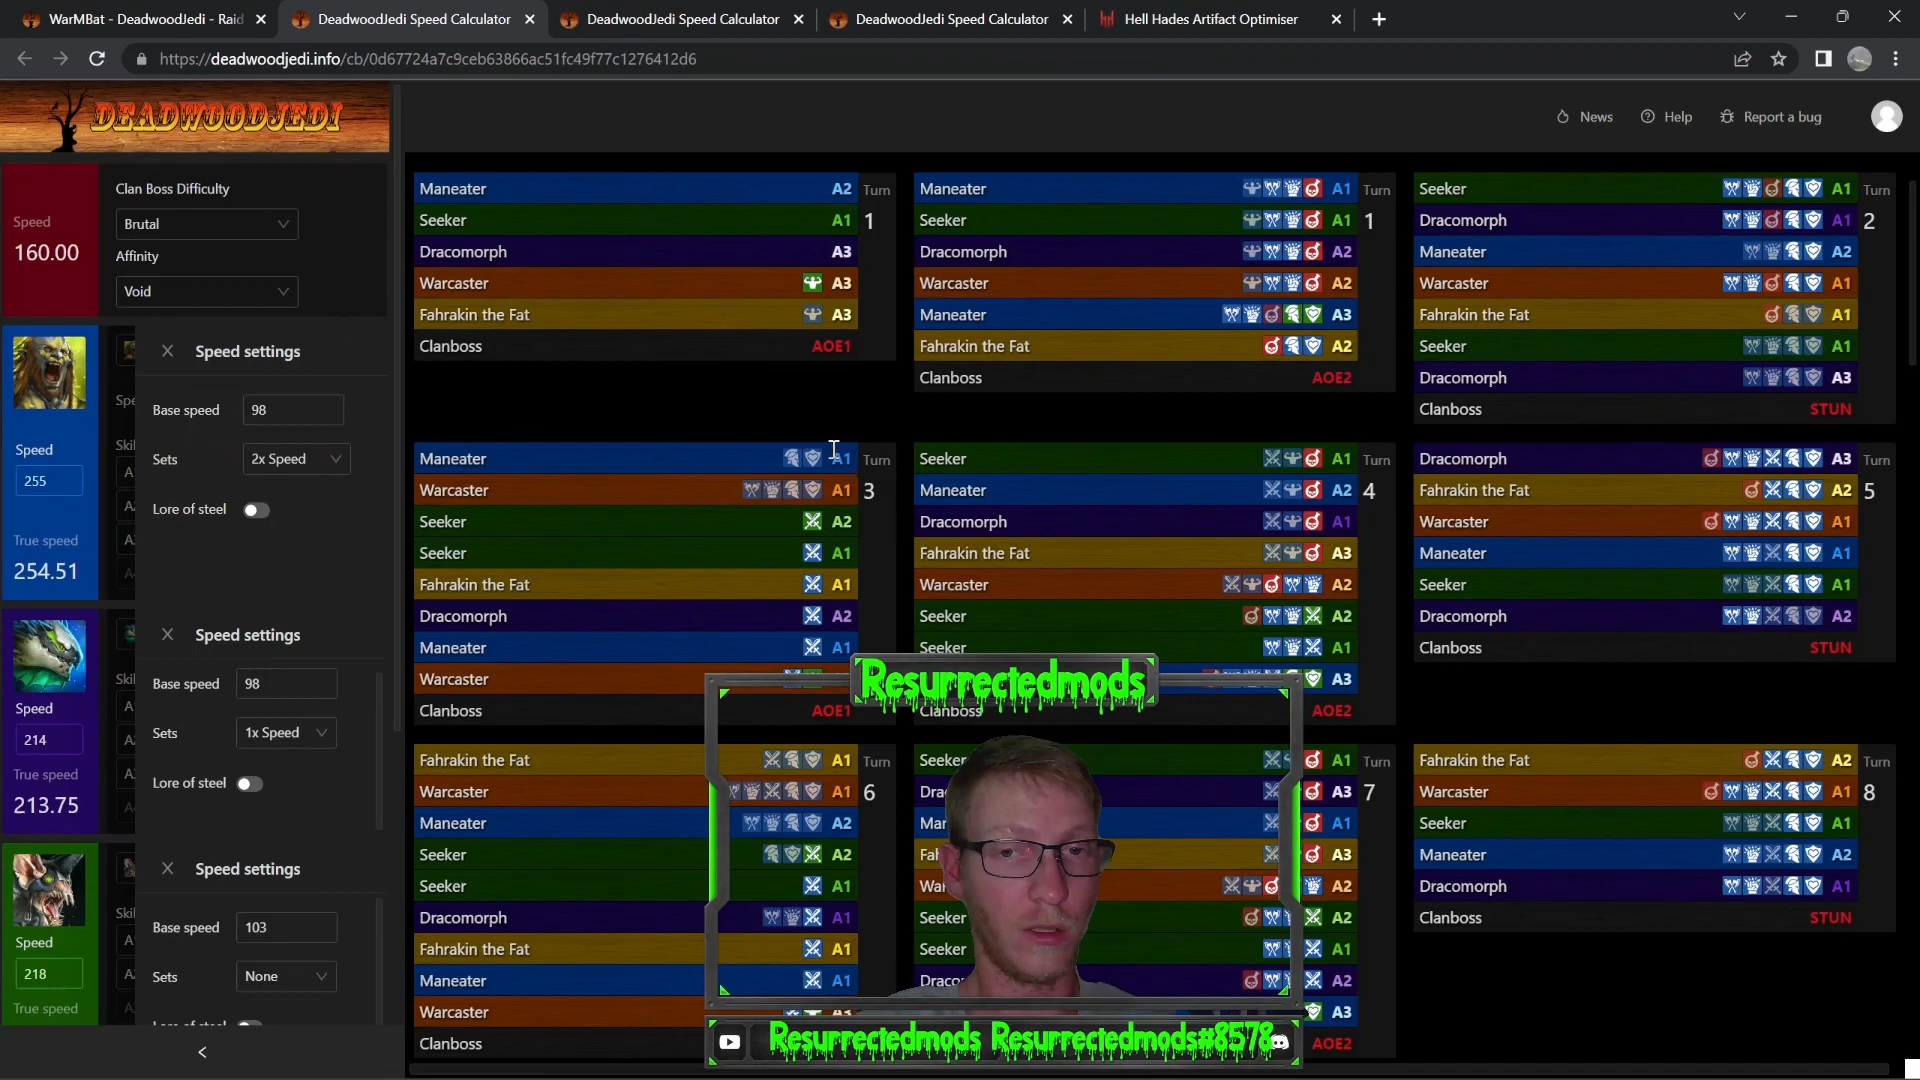 WarMBat - DeadwoodJedi - Raid
DeadwoodJedi Speed Calculator
DeadwoodJedi Speed Calculator
DeadwoodJedi Speed Calculator
Hell Hades Artifact Optimiser
https://deadwoodjedi.info/cb/0d67724a7c9ceb63866ac51fc49f77c1276412d6
DEADWOODJEDI
News
Help
Report a bug
Speed
160.00
Clan Boss Difficulty
Brutal
Affinity
Void
Speed settings
Base speed 98
Sets 2x Speed
Lore of steel
Speed
255
True speed
254.51
Speed settings
Base speed 98
Sets 1x Speed
Lore of steel
Speed
214
True speed
213.75
Speed settings
Base speed 103
Sets None
Speed
218
True speed
Maneater A2 Turn
Seeker A1 1
Dracomorph A3
Warcaster A3
Fahrakin the Fat A3
Clanboss AOE1
Maneater A1 Turn
Seeker A1 1
Dracomorph A2
Warcaster A2
Maneater A3
Fahrakin the Fat A2
Clanboss AOE2
Seeker A1 Turn
Dracomorph A1 2
Maneater A2
Warcaster A1
Fahrakin the Fat A1
Seeker A1
Dracomorph A3
Clanboss STUN
Maneater A1 Turn
Warcaster A1 3
Seeker A2
Seeker A1
Fahrakin the Fat A1
Dracomorph A2
Maneater A1
Warcaster
Clanboss AOE1
Seeker A1 Turn
Maneater A2 4
Dracomorph A1
Fahrakin the Fat A3
Warcaster A2
Seeker A2
Seeker A1
A3
Clanboss AOE2
Dracomorph A3 Turn
Fahrakin the Fat A2 5
Warcaster A1
Maneater A1
Seeker A1
Dracomorph A2
Clanboss STUN
Fahrakin the Fat A1 Turn
Warcaster A1 6
Maneater A2
Seeker A2
Seeker A1
Dracomorph A1
Fahrakin the Fat A1
Maneater A1
Warcaster A3
Clanboss
Seeker A1 Turn
Dra A3 7
Mar A1
Fal A3
Wa A2
Seeker A2
Seeker A1
Draco A2
A3
AOE2
Fahrakin the Fat A2 Turn
Warcaster A1 8
Seeker A1
Maneater A2
Dracomorph A1
Clanboss STUN
Resurrectedmods
Resurrectedmods Resurrectedmods#8578